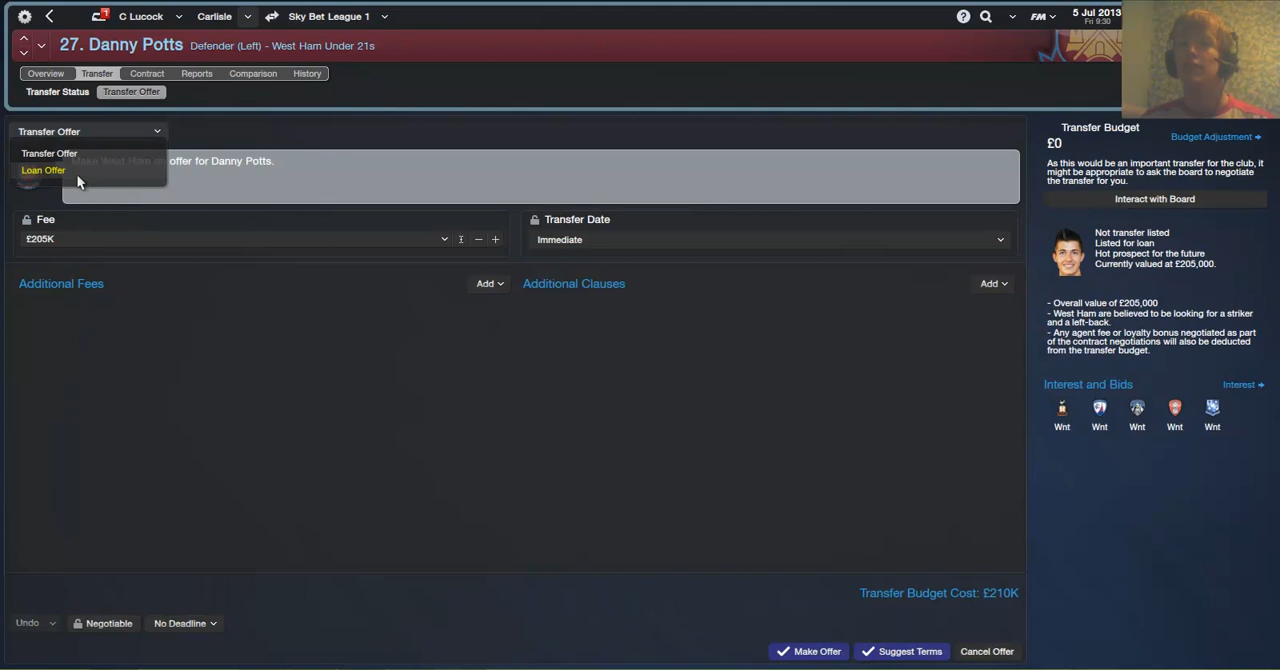 C Lucock
Carlisle
Sky Bet League 1
FM
5 Jul 2013
Fri 9:30
1
27. Danny Potts
Defender (Left) - West Ham Under 21s
Overview
Transfer
Contract
Reports
Comparison
History
Transfer Status
Transfer Offer
Transfer Offer
Transfer Offer
Loan Offer
Make West Ham an offer for Danny Potts.
Fee
£205K
Transfer Date
Immediate
Additional Fees
Add
Additional Clauses
Add
Transfer Budget Cost: £210K
Undo
Negotiable
No Deadline
Make Offer
Suggest Terms
Cancel Offer
Transfer Budget
£0
Budget Adjustment
As this would be an important transfer for the club, it
might be appropriate to ask the board to negotiate
the transfer for you.
Interact with Board
Not transfer listed
Listed for loan
Hot prospect for the future
Currently valued at £205,000.
- Overall value of £205,000
- West Ham are believed to be looking for a striker
and a left-back.
- Any agent fee or loyalty bonus negotiated as part
of the contract negotiations will also be deducted
from the transfer budget.
Interest and Bids
Interest
Wnt
Wnt
Wnt
Wnt
Wnt